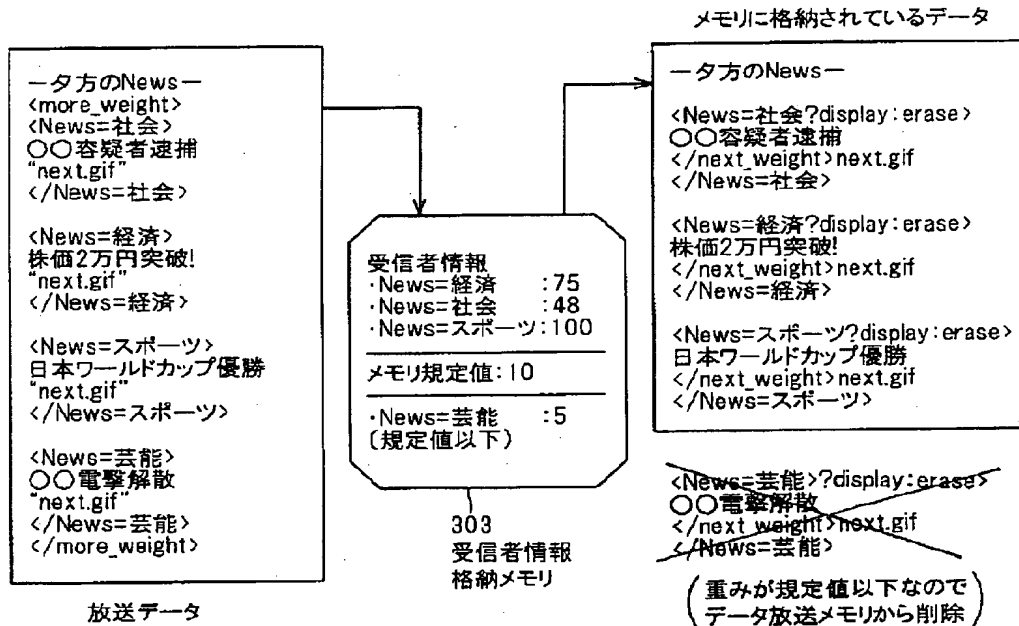 メモリに格納されているデータ
ー夕方のNewsー
<more_weight>
<News=社会>
〇〇容疑者逮捕
"next.gif"
</News=社会>
<News=経済>
株価2万円突破!
"next.gif"
</News=経済>
<News=スポーツ>
日本ワールドカップ優勝
"next.gif"
</News=スポーツ>
<News=芸能>
〇〇電撃解散
"next.gif"
</News=芸能>
</more_weight>
放送データ
受信者情報
・News=経済 :75
・News=社会 :48
・News=スポーツ:100
メモリ規定値:10
・News=芸能 :5
(規定値以下)
303
受信者情報
格納メモリ
ー夕方のNewsー
<News=社会?display:erase>
〇〇容疑者逮捕
</next_weight>next.gif
</News=社会>
<News=経済?display:erase>
株価2万円突破!
</next_weight>next.gif
</News=経済>
<News=スポーツ?display:erase>
日本ワールドカップ優勝
</next_weight>next.gif
</News=スポーツ>
<News=芸能>?display:erase>
〇〇電撃解散
</next_weight>next.gif
</News=芸能>
(重みが規定値以下なので
データ放送メモリから削除